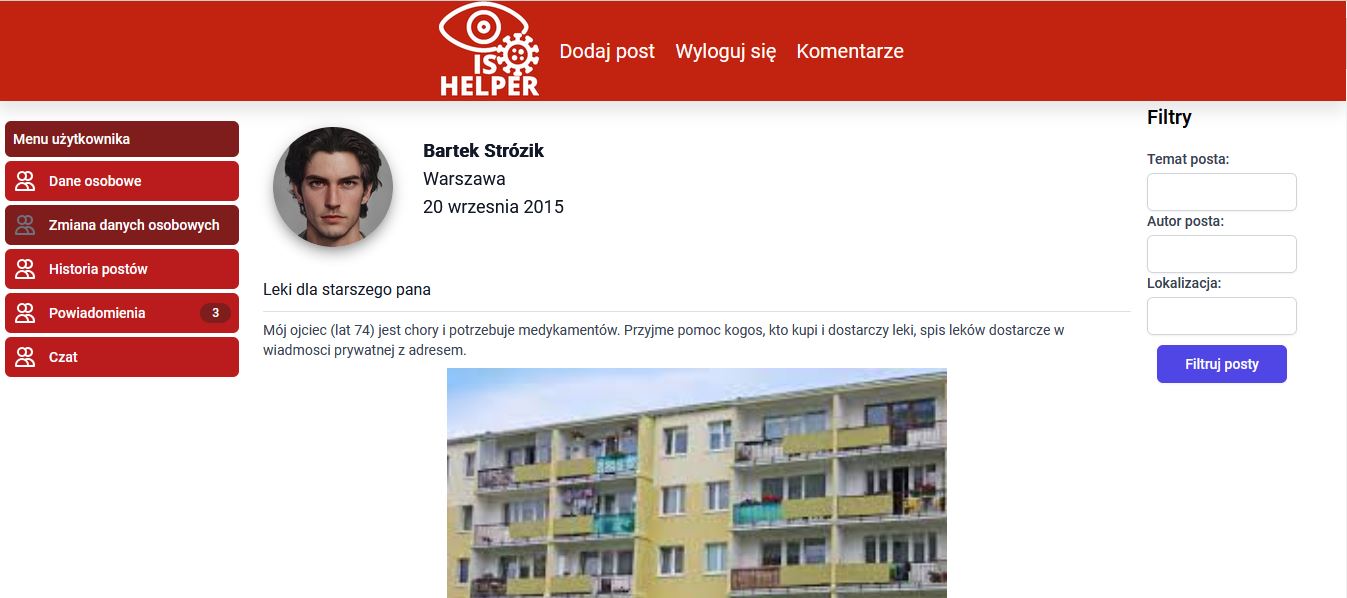 IS
HELPER
Dodaj post Wyloguj się Komentarze
Menu użytkownika
Dane osobowe
Zmiana danych osobowych
Historia postów
Powiadomienia 3
Czat
Bartek Strózik
Warszawa
20 wrzesnia 2015
Leki dla starszego pana
Mój ojciec (lat 74) jest chory i potrzebuje medykamentów. Przyjme pomoc kogos, kto kupi i dostarczy leki, spis leków dostarcze w
wiadmosci prywatnej z adresem.
Filtry
Temat posta:
Autor posta:
Lokalizacja:
Filtruj posty